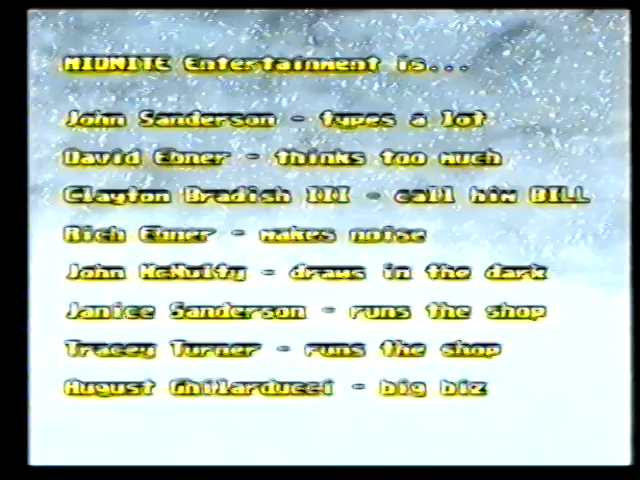 MIDNITE Entertainment is...
John Sanderson - types a lot
David Ebner - thinks too much
Clayton Bradish III - call him BILL
Rich Ebner - makes noise
John McNulty - draws in the dark
Janice Sanderson - runs the shop
Tracey Turner - runs the shop
August Ghilarducci - big biz